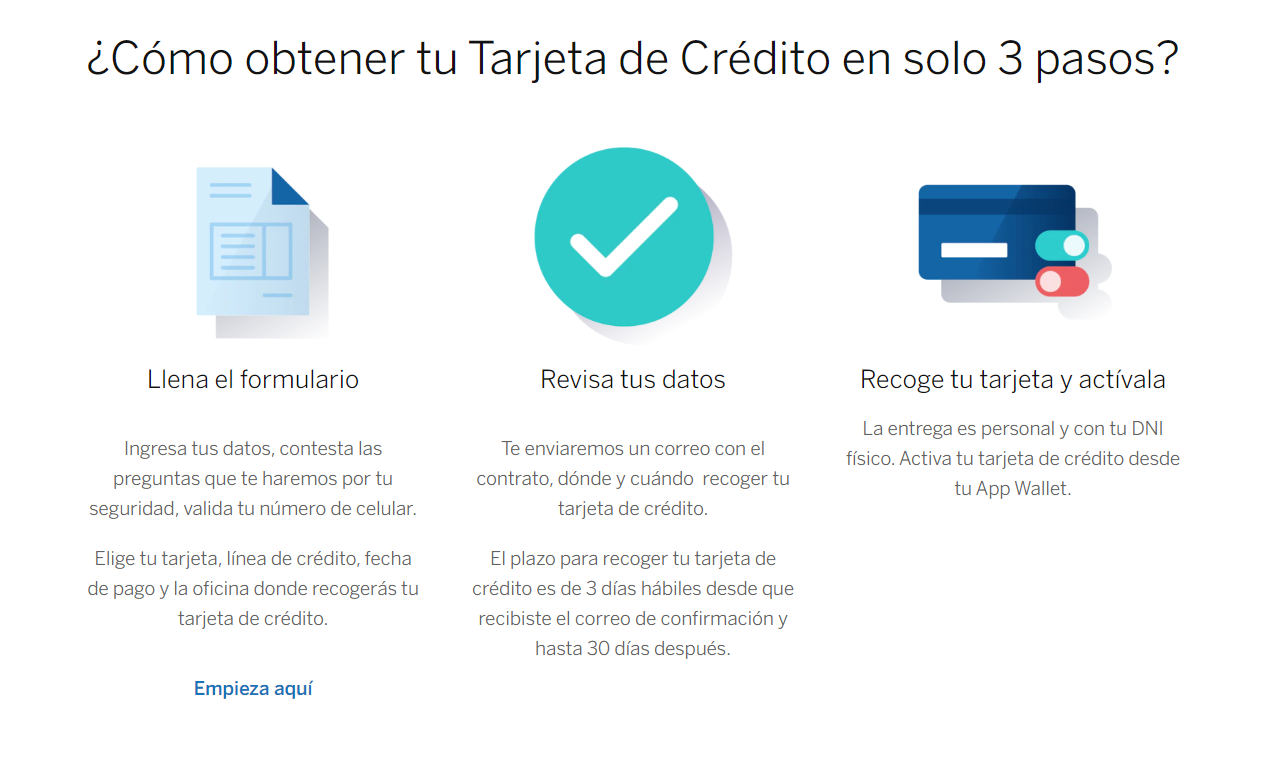 ¿Cómo obtener tu Tarjeta de Crédito en solo 3 pasos?
Llena el formulario
Ingresa tus datos, contesta las
preguntas que te haremos por tu
seguridad, valida tu número de celular.
Elige tu tarjeta, línea de crédito, fecha
de pago y la oficina donde recogerás tu
tarjeta de crédito.
Empieza aquí
Revisa tus datos
Te enviaremos un correo con el
contrato, dónde y cuándo  recoger tu
tarjeta de crédito.
El plazo para recoger tu tarjeta de
crédito es de 3 días hábiles desde que
recibiste el correo de confirmación y
hasta 30 días después.
Recoge tu tarjeta y actívala
La entrega es personal y con tu DNI
físico. Activa tu tarjeta de crédito desde
tu App Wallet.